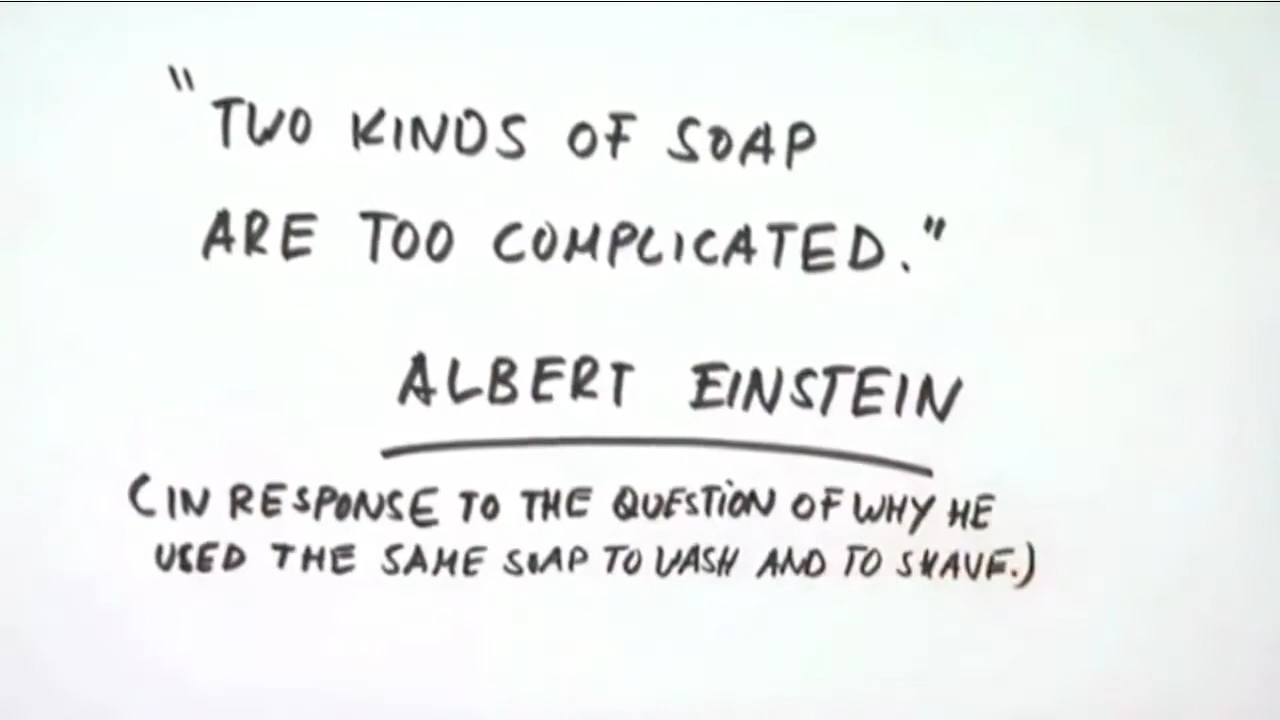 "TWO KINDS OF SOAP
ARE TOO COMPLICATED."
ALBERT EINSTEIN
(IN RESPONSE TO THE QUESTION OF WHY HE
USED THE SAME SOAP TO WASH AND TO SHAVE.)